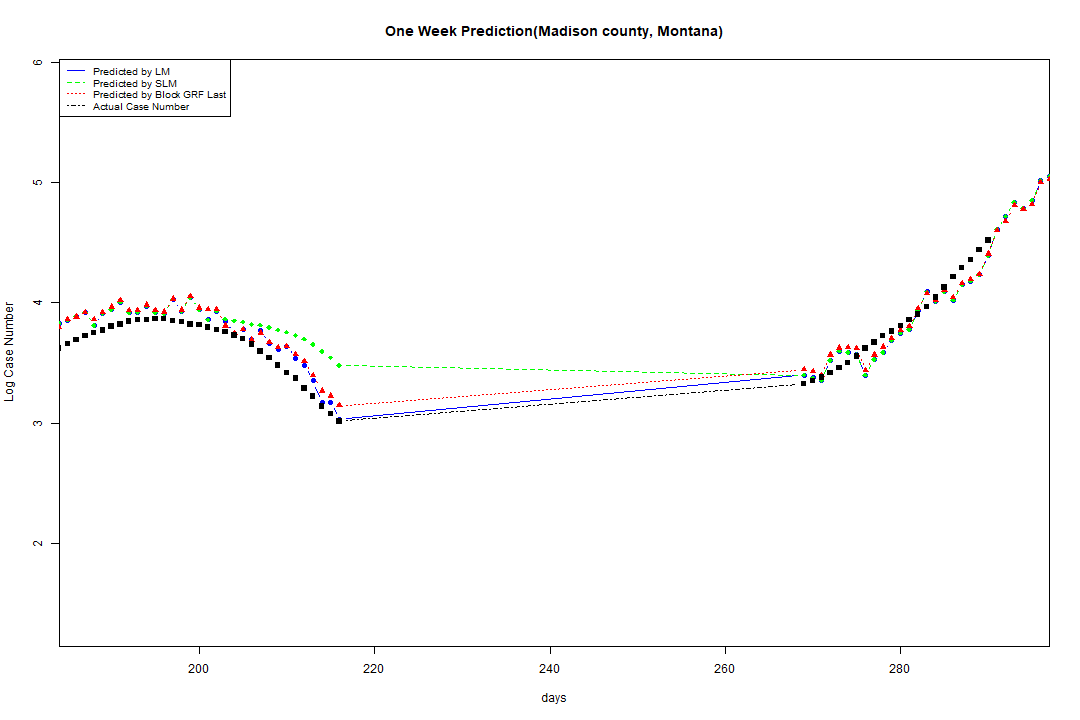 One Week Prediction(Madison county, Montana)
Predicted by LM
Predicted by SLM
Predicted by Block GRF Last
Actual Case Number
6
5
4
3
2
Log Case Number
200 220 240 260 280
days